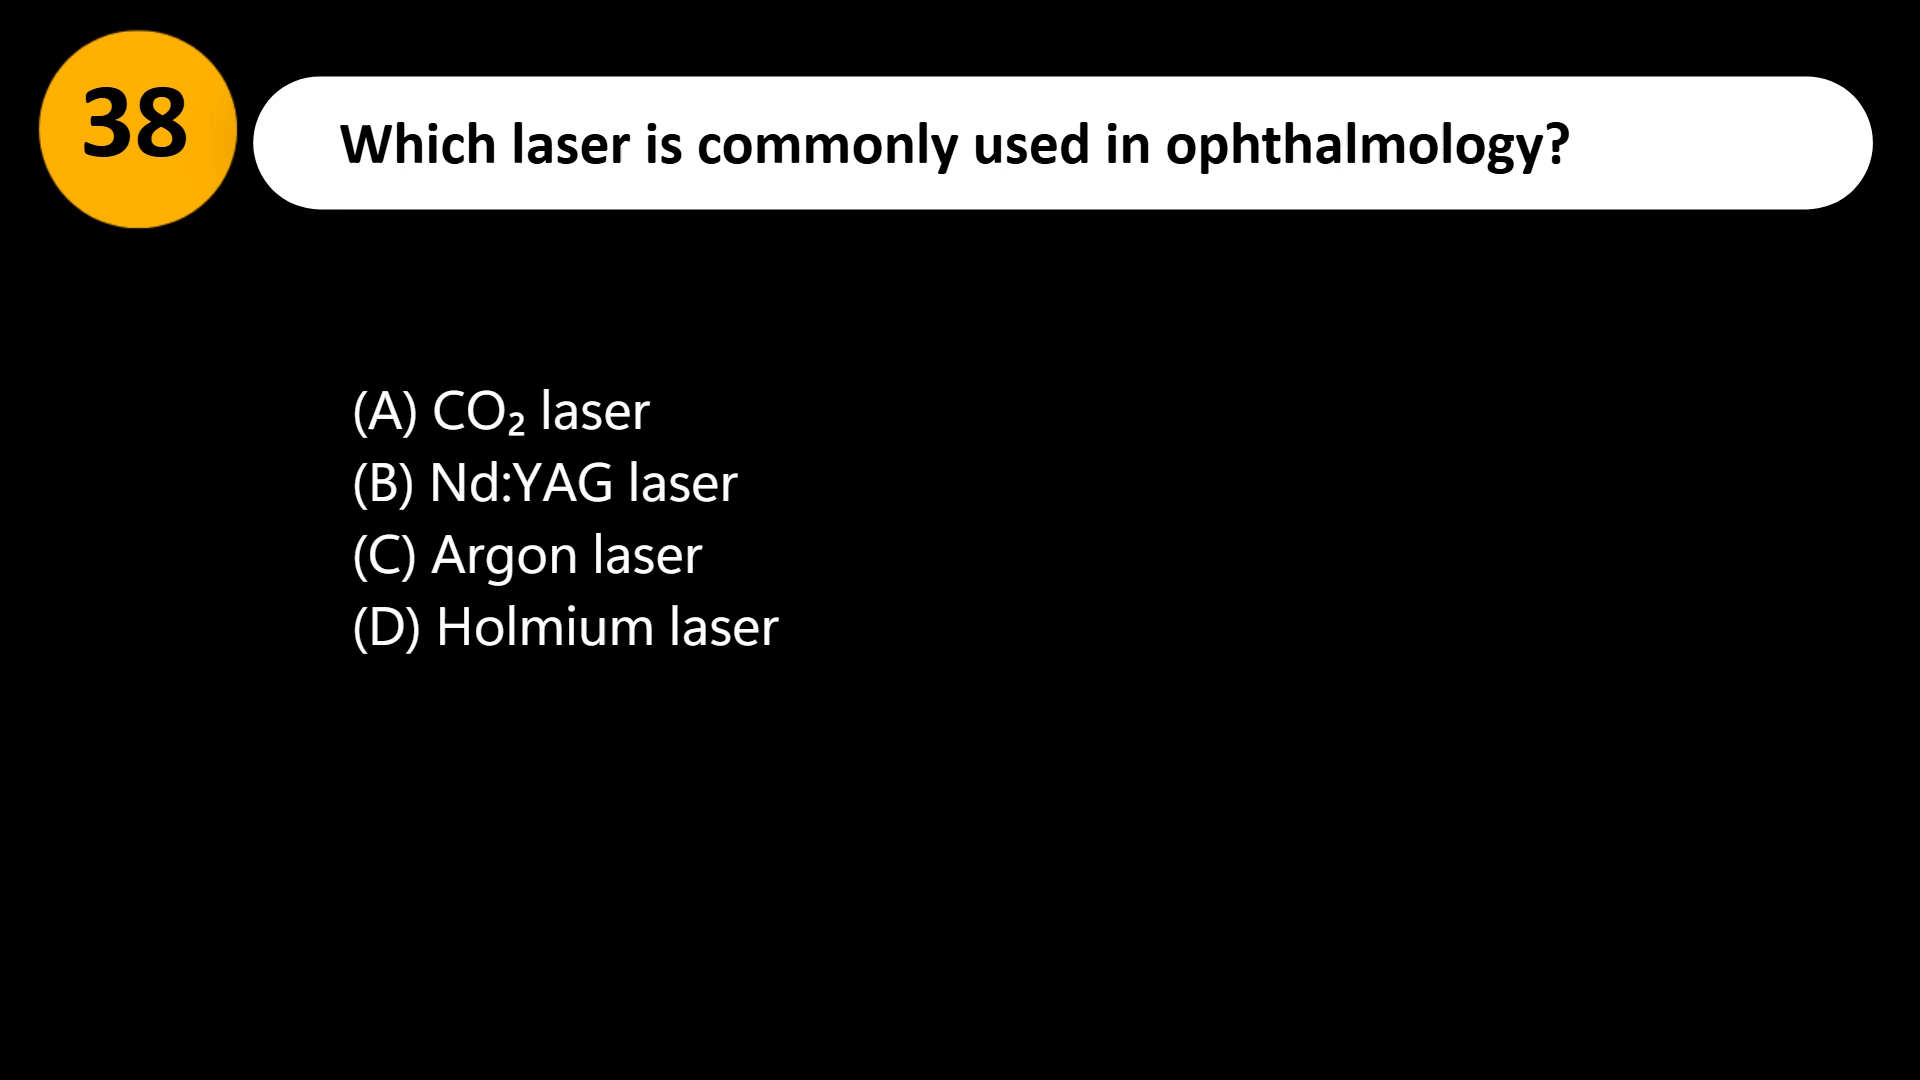 38
Which laser is commonly used in ophthalmology?
(A) CO₂ laser
(B) Nd:YAG laser
(C) Argon laser
(D) Holmium laser